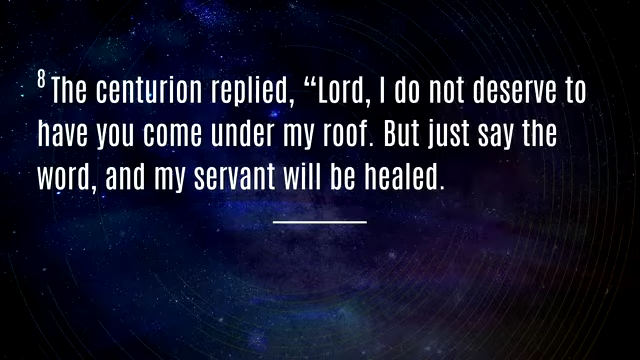 8 The centurion replied, “Lord, I do not deserve to
have you come under my roof. But just say the
word, and my servant will be healed.